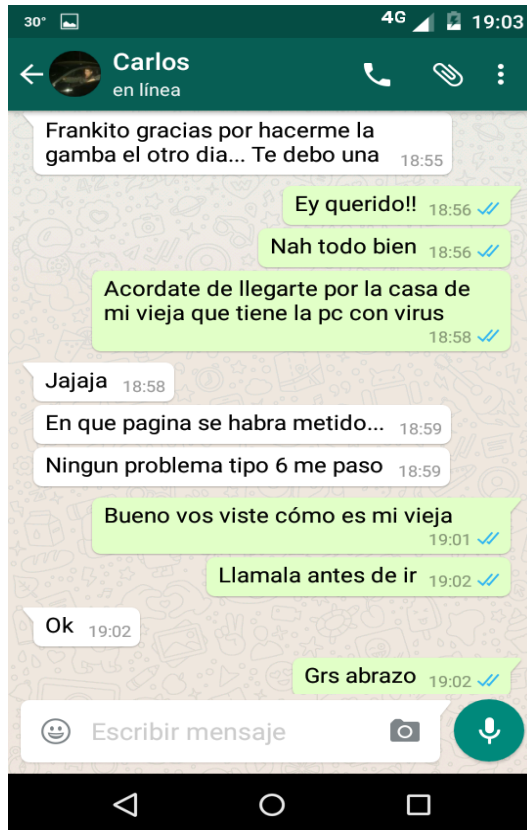 30°
4G
19:03
Carlos
en línea
Frankito gracias por hacerme la
gamba el otro dia... Te debo una 18:55
Ey querido!! 18:56
Nah todo bien 18:56
Acordate de llegarte por la casa de
mi vieja que tiene la pc con virus
18:58
Jajaja 18:58
En que pagina se habra metido... 18:59
Ningun problema tipo 6 me paso 18:59
Bueno vos viste cómo es mi vieja
19:01
Llamala antes de ir 19:02
Ok 19:02
Grs abrazo 19:02
Escribir mensaje